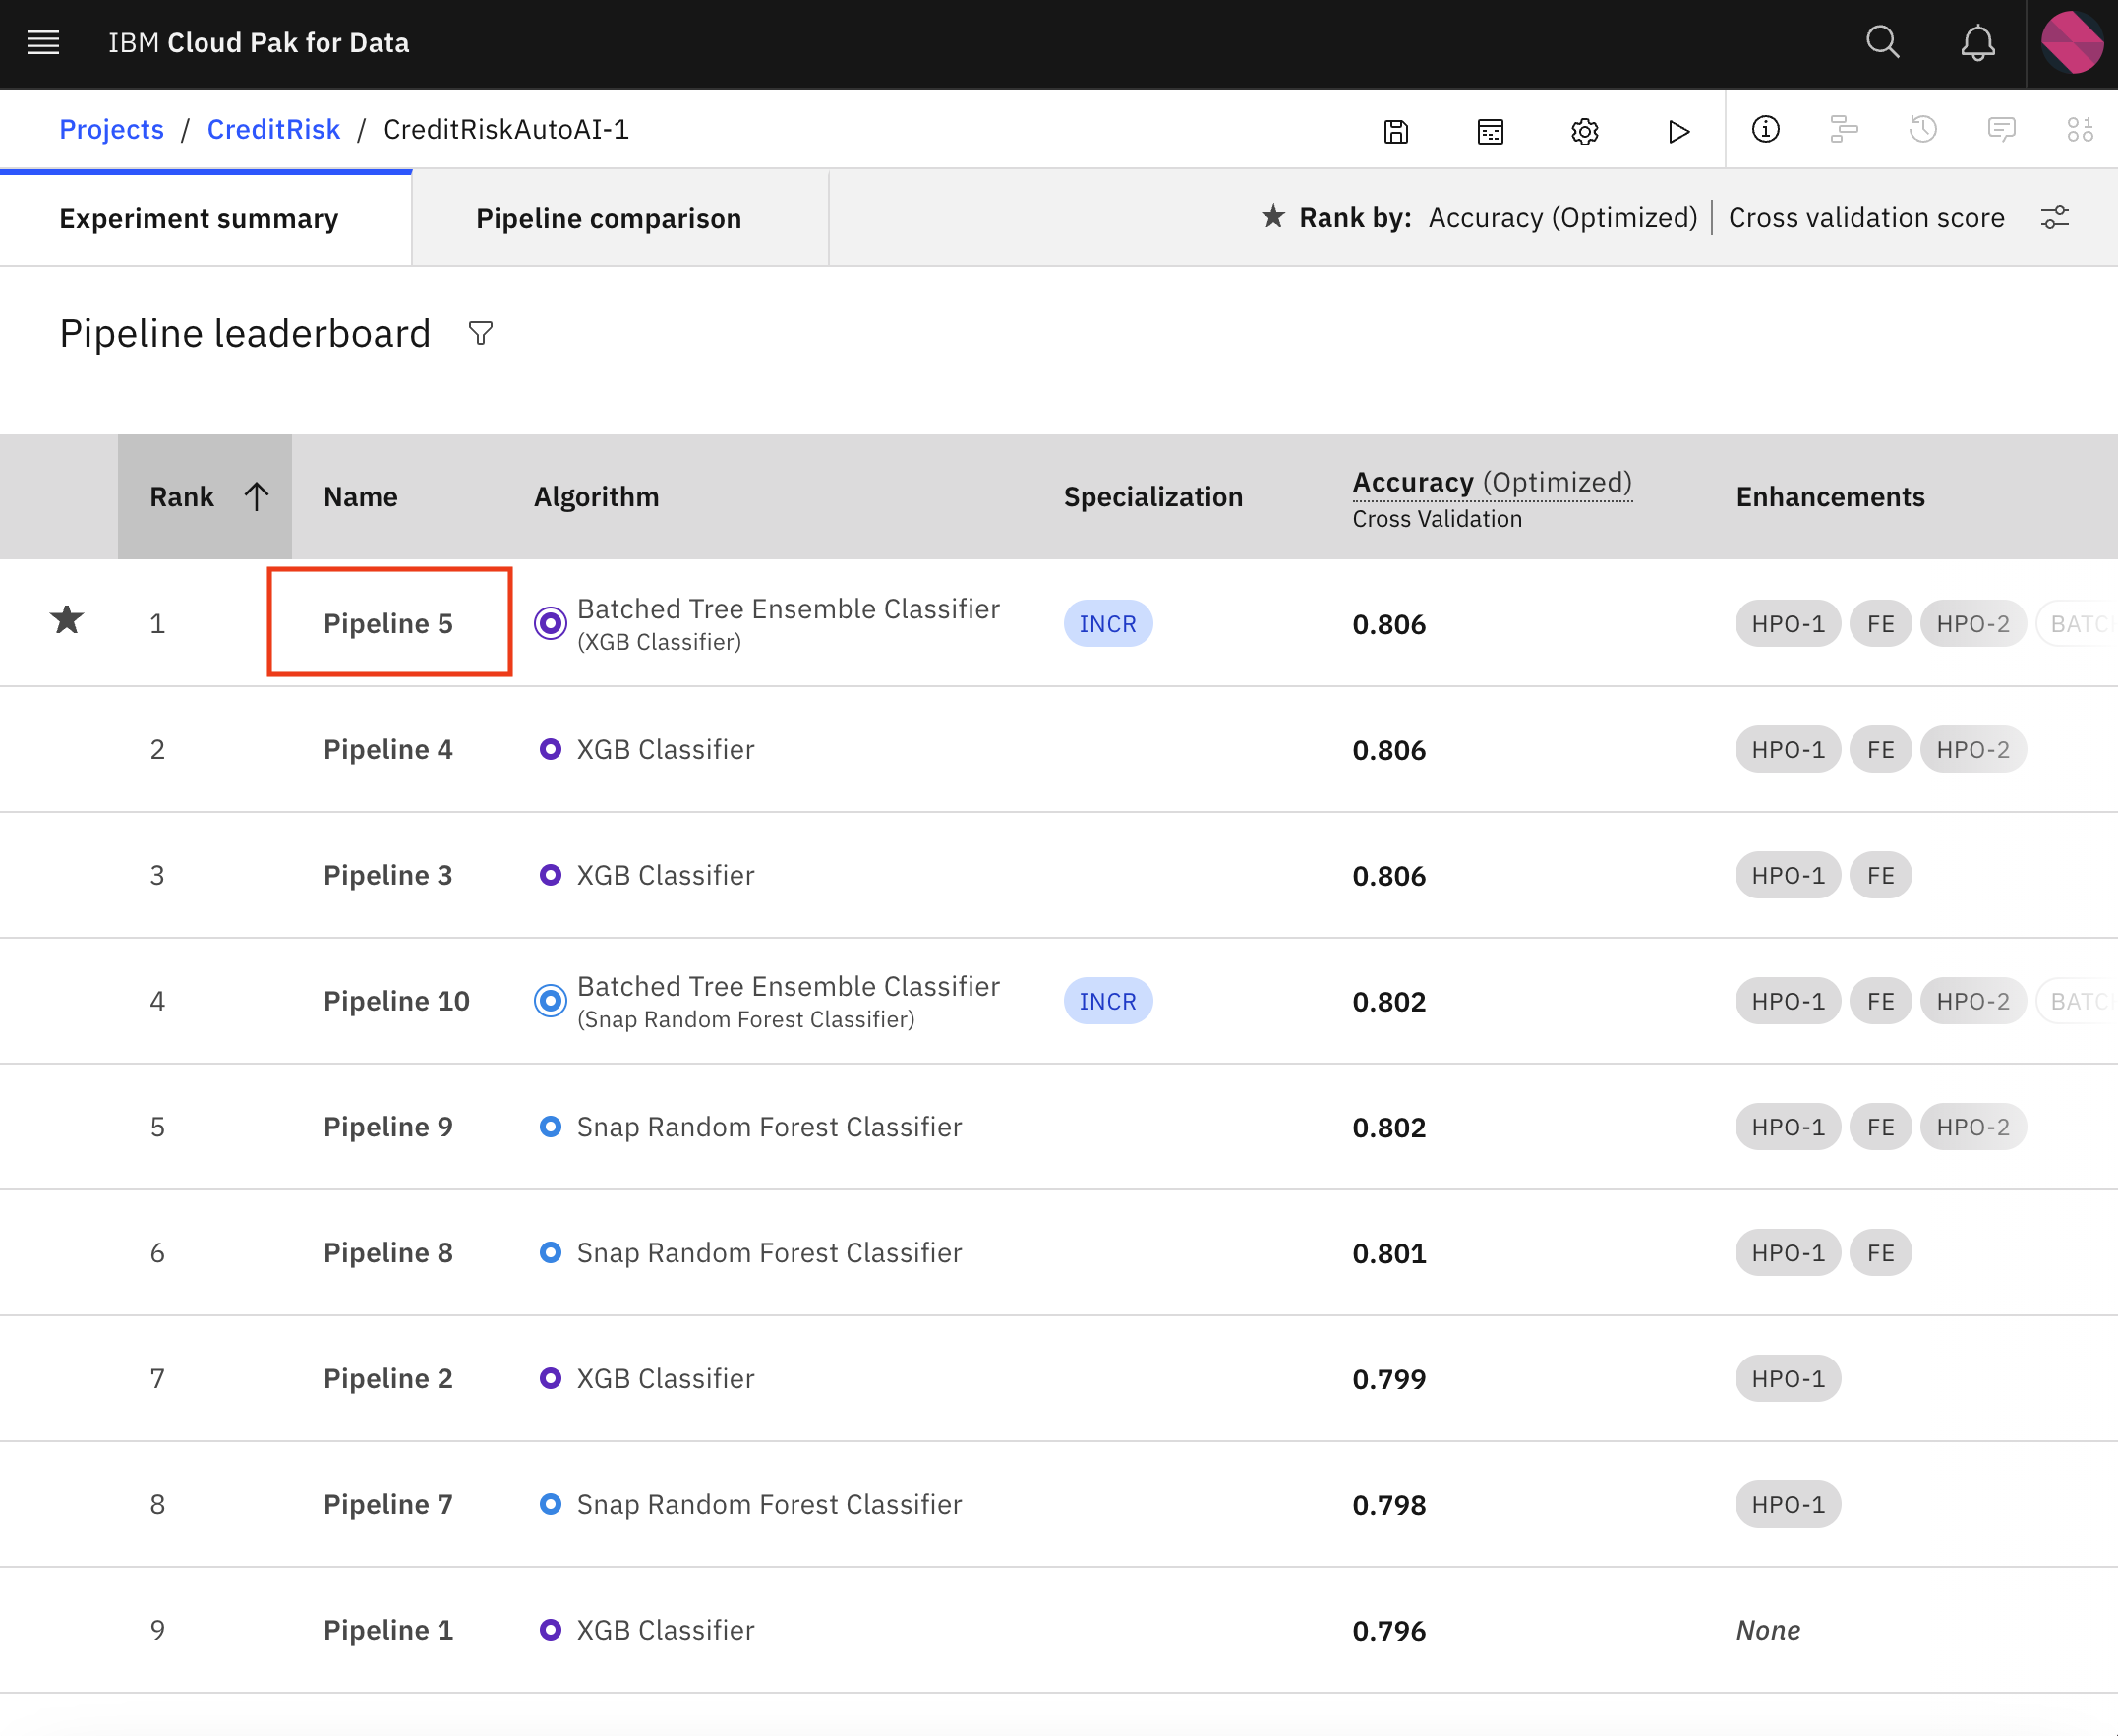 IBM Cloud Pak for Data
Projects / CreditRisk / CreditRiskAutoAI-1
Experiment summary
Pipeline comparison
Rank by: Accuracy (Optimized) | Cross validation score
Pipeline leaderboard
Rank Name Algorithm Specialization Accuracy (Optimized) Enhancements
Cross Validation
1 Pipeline 5 Batched Tree Ensemble Classifier INCR 0.806 HPO-1 FE HPO-2
(XGB Classifier)
2 Pipeline 4 XGB Classifier 0.806 HPO-1 FE HPO-2
3 Pipeline 3 XGB Classifier 0.806 HPO-1 FE
4 Pipeline 10 Batched Tree Ensemble Classifier INCR 0.802 HPO-1 FE HPO-2
(Snap Random Forest Classifier)
5 Pipeline 9 Snap Random Forest Classifier 0.802 HPO-1 FE HPO-2
6 Pipeline 8 Snap Random Forest Classifier 0.801 HPO-1 FE
7 Pipeline 2 XGB Classifier 0.799 HPO-1
8 Pipeline 7 Snap Random Forest Classifier 0.798 HPO-1
9 Pipeline 1 XGB Classifier 0.796 None